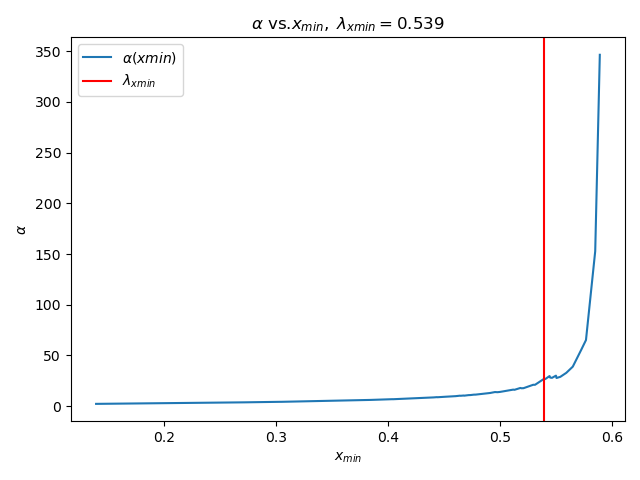 α vs.x_min, λ_xmin = 0.539
α(xmin)
λ_xmin
350
300
250
200
150
100
50
0
α
0.2 0.3 0.4 0.5 0.6
x_min